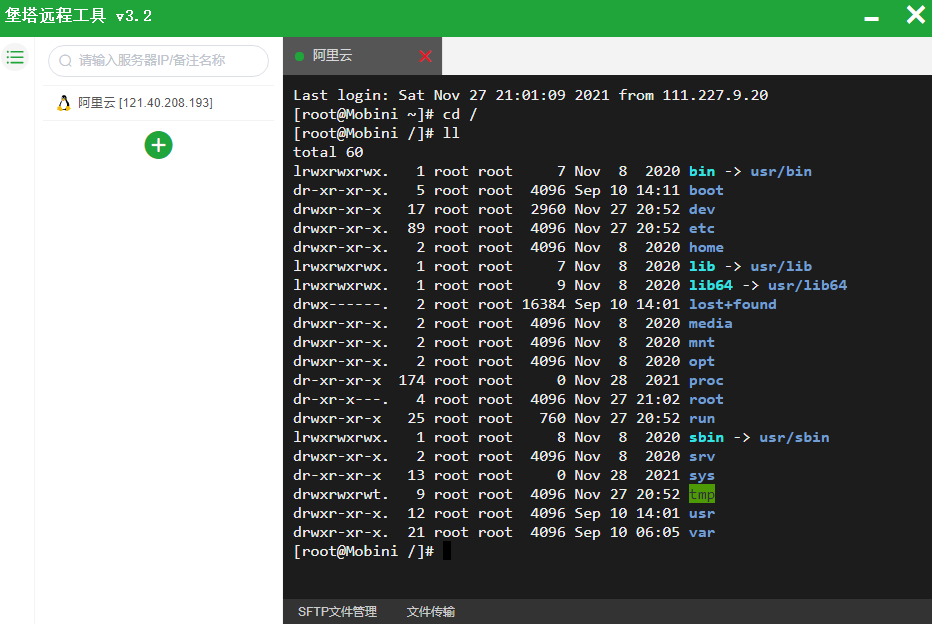 堡塔远程工具 v3.2
请输入服务器IP/备注名称
阿里云 [121.40.208.193]
阿里云
Last login: Sat Nov 27 21:01:09 2021 from 111.227.9.20
[root@Mobini ~]# cd /
[root@Mobini /]# ll
total 60
lrwxrwxrwx.   1 root root     7 Nov  8  2020 bin -> usr/bin
dr-xr-xr-x.   5 root root  4096 Sep 10 14:11 boot
drwxr-xr-x   17 root root  2960 Nov 27 20:52 dev
drwxr-xr-x.  89 root root  4096 Nov 27 20:52 etc
drwxr-xr-x.   2 root root  4096 Nov  8  2020 home
lrwxrwxrwx.   1 root root     7 Nov  8  2020 lib -> usr/lib
lrwxrwxrwx.   1 root root     9 Nov  8  2020 lib64 -> usr/lib64
drwx------.   2 root root 16384 Sep 10 14:01 lost+found
drwxr-xr-x.   2 root root  4096 Nov  8  2020 media
drwxr-xr-x.   2 root root  4096 Nov  8  2020 mnt
drwxr-xr-x.   2 root root  4096 Nov  8  2020 opt
dr-xr-xr-x  174 root root     0 Nov 28  2021 proc
dr-xr-x---.   4 root root  4096 Nov 27 21:02 root
drwxr-xr-x   25 root root   760 Nov 27 20:52 run
lrwxrwxrwx.   1 root root     8 Nov  8  2020 sbin -> usr/sbin
drwxr-xr-x.   2 root root  4096 Nov  8  2020 srv
dr-xr-xr-x   13 root root     0 Nov 28  2021 sys
drwxrwxrwt.   9 root root  4096 Nov 27 20:52 tmp
drwxr-xr-x.  12 root root  4096 Sep 10 14:01 usr
drwxr-xr-x.  21 root root  4096 Sep 10 06:05 var
[root@Mobini /]#
SFTP文件管理 文件传输